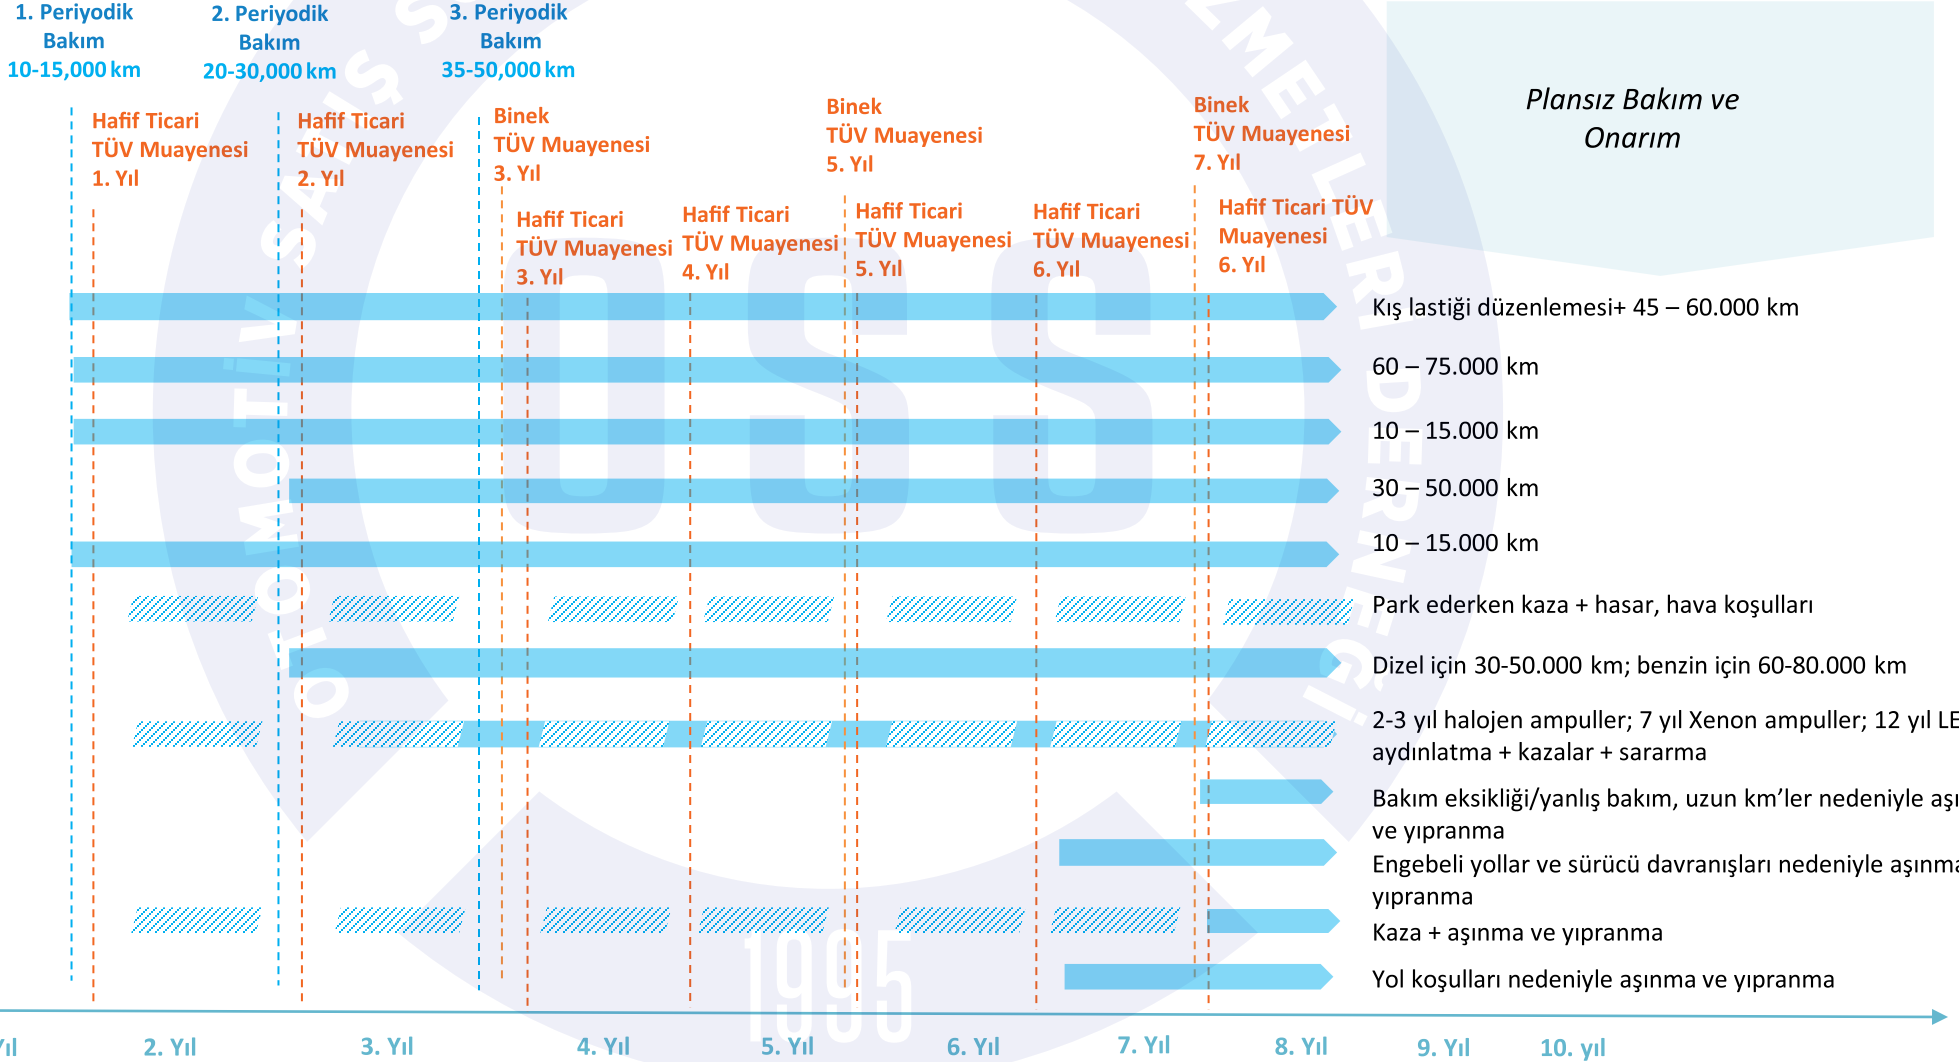 1. Periyodik
Bakım
10-15,000 km
2. Periyodik
Bakım
20-30,000 km
3. Periyodik
Bakım
35-50,000 km
Hafif Ticari
TÜV Muayenesi
1. Yıl
Hafif Ticari
TÜV Muayenesi
2. Yıl
Binek
TÜV Muayenesi
3. Yıl
Binek
TÜV Muayenesi
5. Yıl
Binek
TÜV Muayenesi
7. Yıl
Hafif Ticari
TÜV Muayenesi
3. Yıl
Hafif Ticari
TÜV Muayenesi
4. Yıl
Hafif Ticari
TÜV Muayenesi
5. Yıl
Hafif Ticari
TÜV Muayenesi
6. Yıl
Hafif Ticari TÜV
Muayenesi
6. Yıl
Plansız Bakım ve
Onarım
Kış lastiği düzenlemesi+ 45 – 60.000 km
60 – 75.000 km
10 – 15.000 km
30 – 50.000 km
10 – 15.000 km
Park ederken kaza + hasar, hava koşulları
Dizel için 30-50.000 km; benzin için 60-80.000 km
2-3 yıl halojen ampuller; 7 yıl Xenon ampuller; 12 yıl LE
aydınlatma + kazalar + sararma
Bakım eksikliği/yanlış bakım, uzun km’ler nedeniyle aşı
ve yıpranma
Engebeli yollar ve sürücü davranışları nedeniyle aşınma
yıpranma
Kaza + aşınma ve yıpranma
Yol koşulları nedeniyle aşınma ve yıpranma
2. Yıl
3. Yıl
4. Yıl
5. Yıl
6. Yıl
7. Yıl
8. Yıl
9. Yıl
10. yıl
OTOMOTİV SATIŞ S
ZMETLERİ DERNEĞİ
OSS
1995